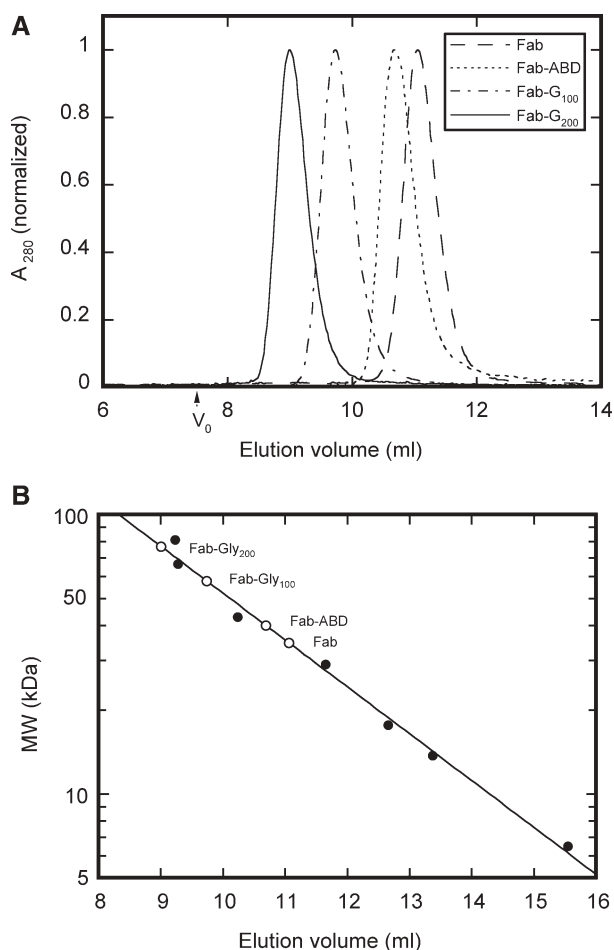 A
A280 (normalized)
1
0.8
0.6
0.4
0.2
0
Fab
Fab-ABD
Fab-G100
Fab-G200
6 8 10 12 14
V0
Elution volume (ml)
B
MW (kDa)
100
50
10
5
Fab-Gly200
Fab-Gly100
Fab-ABD
Fab
8 9 10 11 12 13 14 15 16
Elution volume (ml)